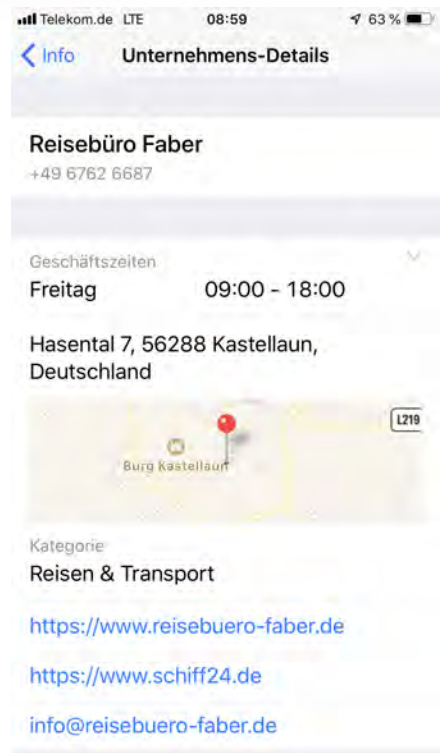 Telekom.de LTE 08:59 63 %
Info Unternehmens-Details
Reisebüro Faber
+49 6762 6687
Geschäftszeiten
Freitag 09:00 – 18:00
Hasental 7, 56288 Kastellaun,
Deutschland
L219
Burg Kastellaun
Kategorie
Reisen & Transport
https://www.reisebuero-faber.de
https://www.schiff24.de
info@reisebuero-faber.de